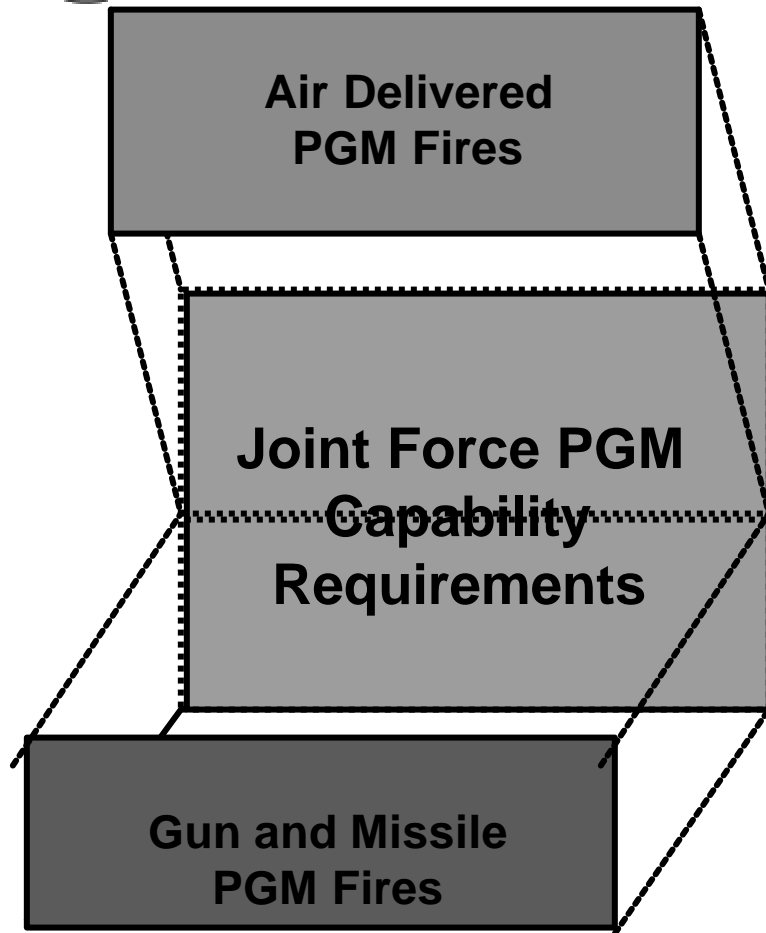 Air Delivered
PGM Fires
Joint Force PGM
Capability
Requirements
Gun and Missile
PGM Fires